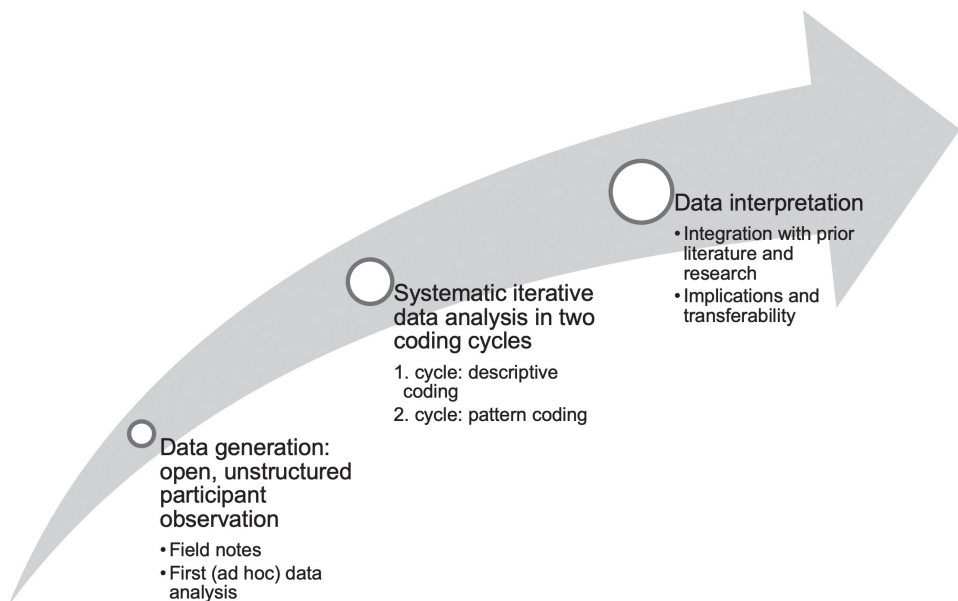 Data generation:
open, unstructured
participant
observation
• Field notes
• First (ad hoc) data
analysis
Systematic iterative
data analysis in two
coding cycles
1. cycle: descriptive
coding
2. cycle: pattern coding
Data interpretation
• Integration with prior
literature and
research
• Implications and
transferability